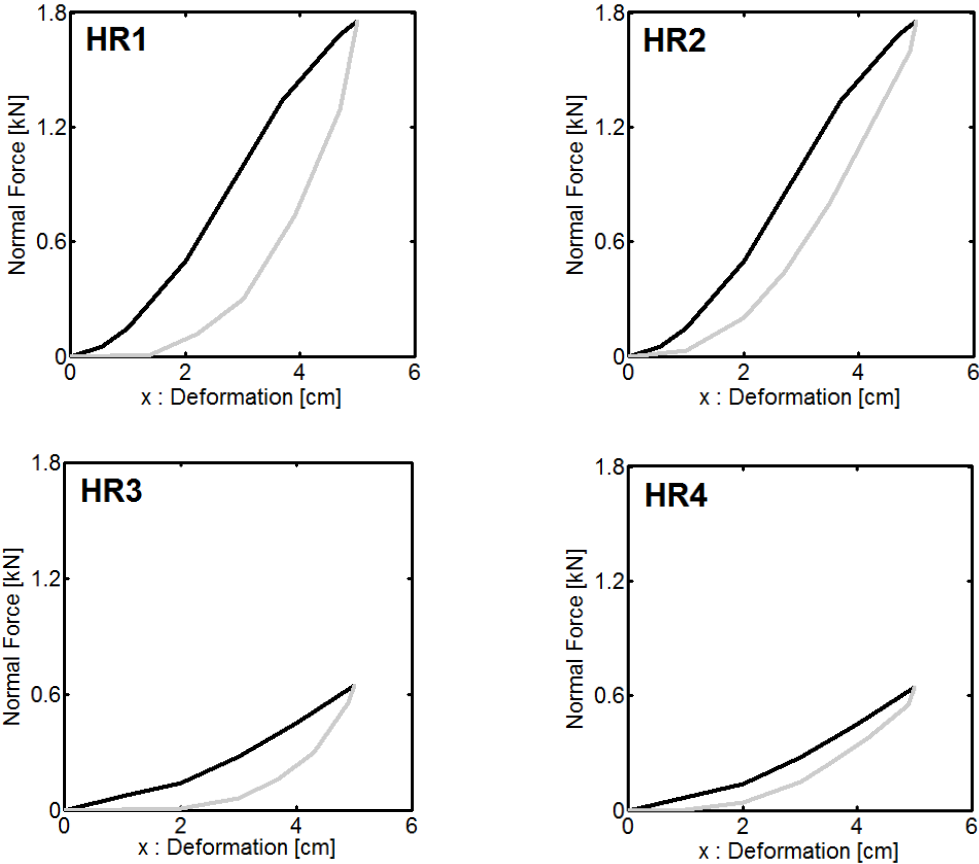 HR1
Normal Force [kN]
1.8
1.2
0.6
0
0 2 4 6
x : Deformation [cm]
HR2
Normal Force [kN]
1.8
1.2
0.6
0
0 2 4 6
x : Deformation [cm]
HR3
Normal Force [kN]
1.8
1.2
0.6
0
0 2 4 6
x : Deformation [cm]
HR4
Normal Force [kN]
1.8
1.2
0.6
0
0 2 4 6
x : Deformation [cm]